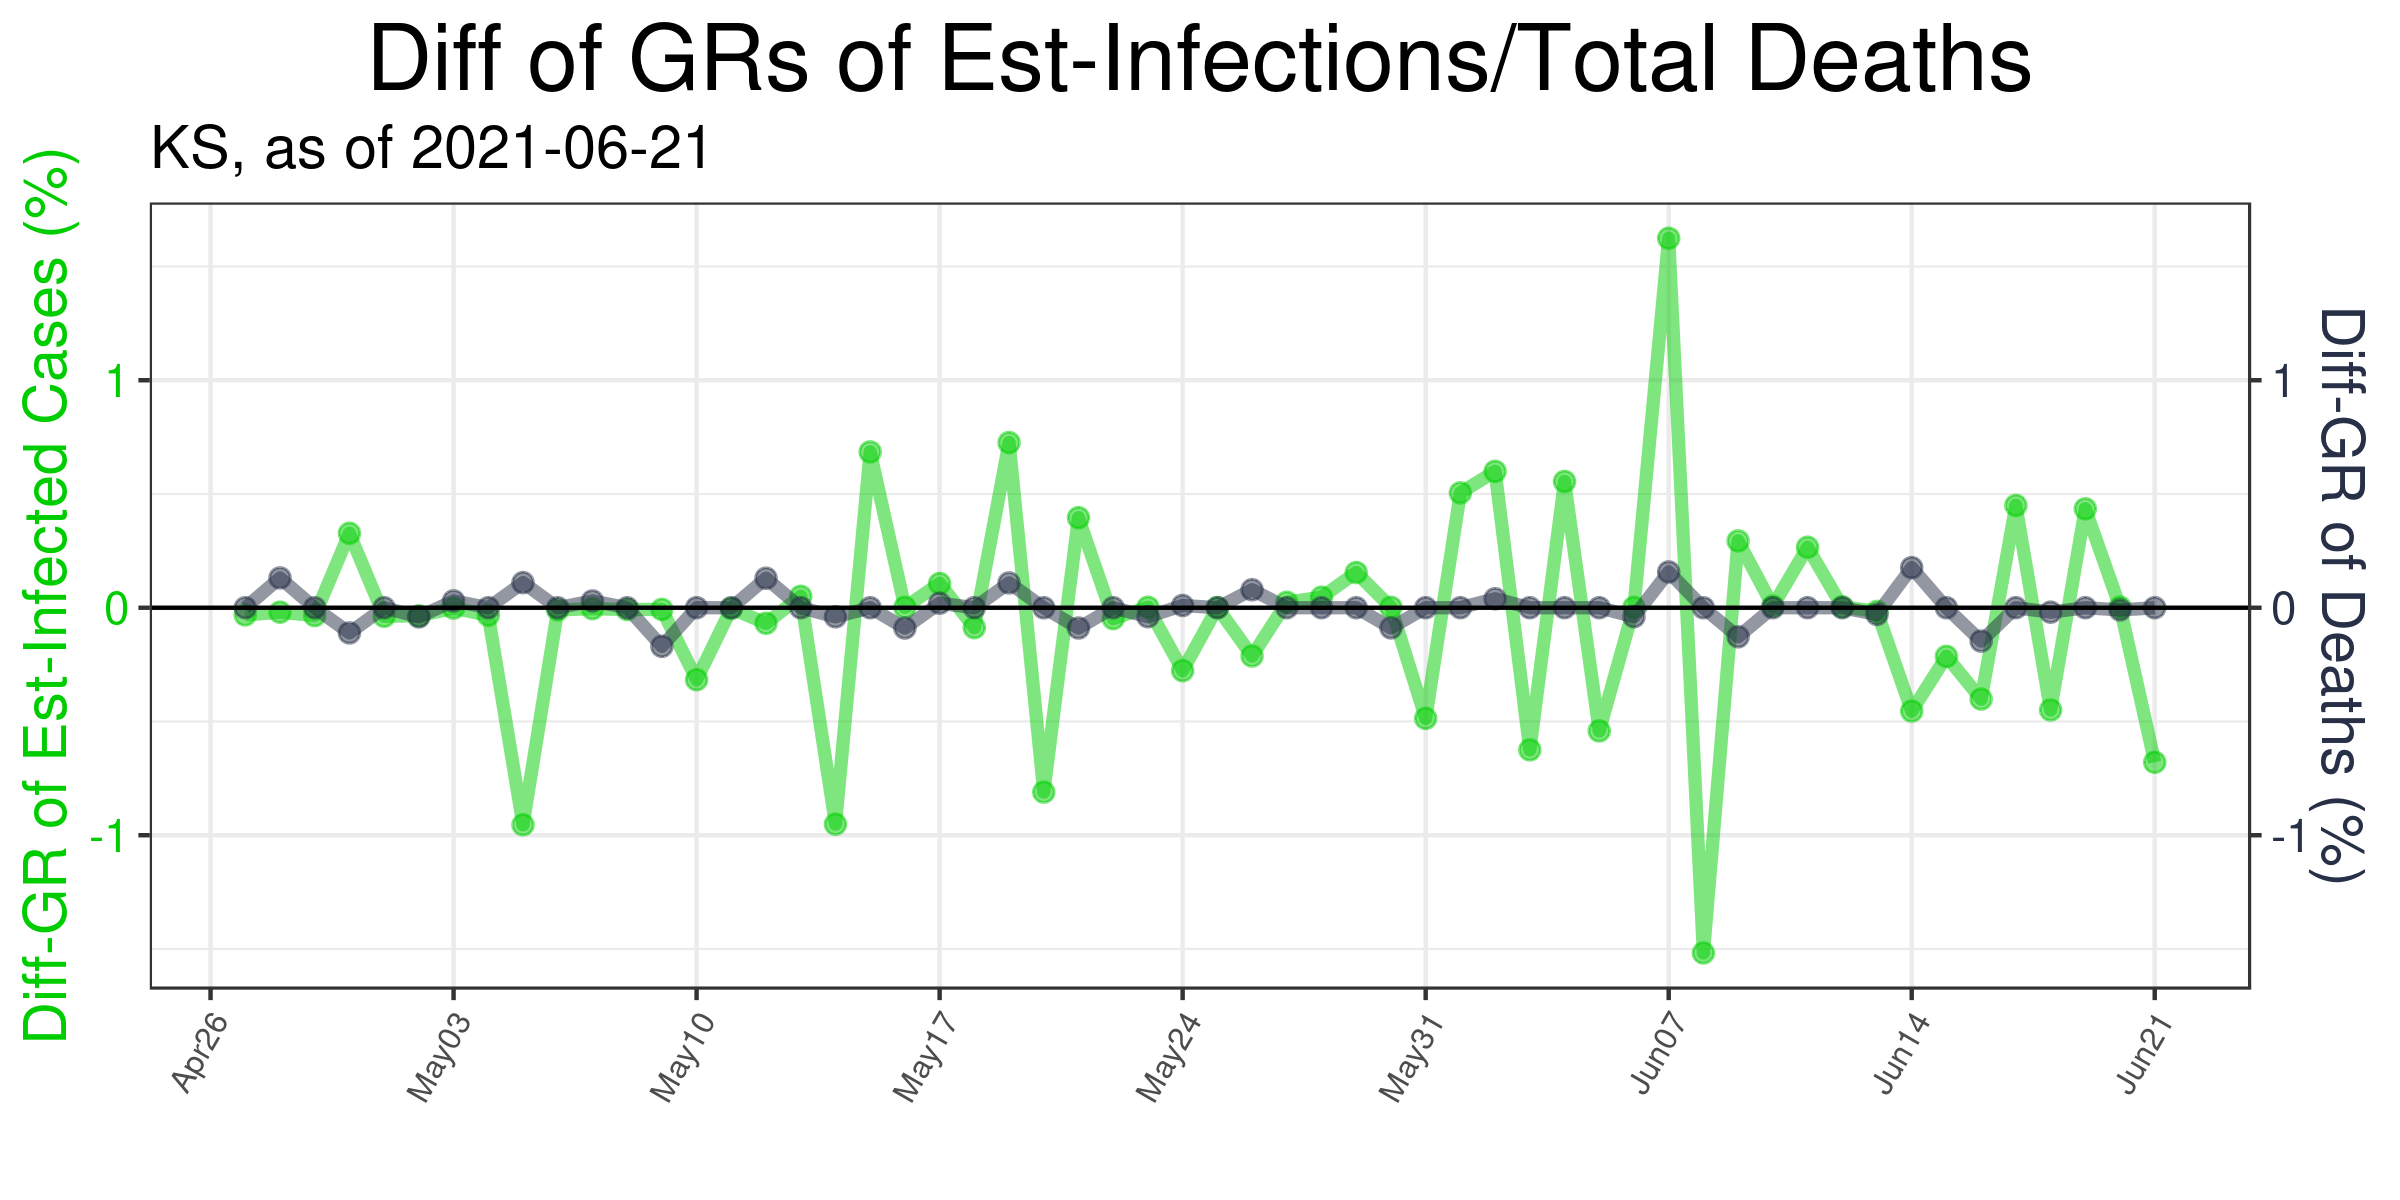 Diff of GRs of Est-Infections/Total Deaths
KS, as of 2021-06-21
Diff-GR of Est-Infected Cases (%)
1
0
-1
1
0
-1
Diff-GR of Deaths (%)
Apr26
May03
May10
May17
May24
May31
Jun07
Jun14
Jun21